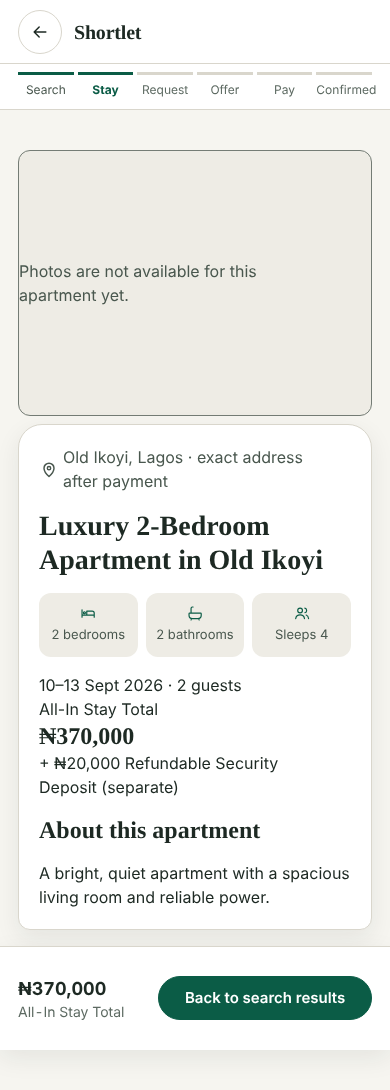 Shortlet
Search
Stay
Request
Offer
Pay
Confirmed
Photos are not available for this
apartment yet.
Old Ikoyi, Lagos · exact address
after payment
Luxury 2-Bedroom
Apartment in Old Ikoyi
2 bedrooms
2 bathrooms
Sleeps 4
10–13 Sept 2026 · 2 guests
All-In Stay Total
₦370,000
+ ₦20,000 Refundable Security
Deposit (separate)
About this apartment
A bright, quiet apartment with a spacious
living room and reliable power.
₦370,000
All-In Stay Total
Back to search results